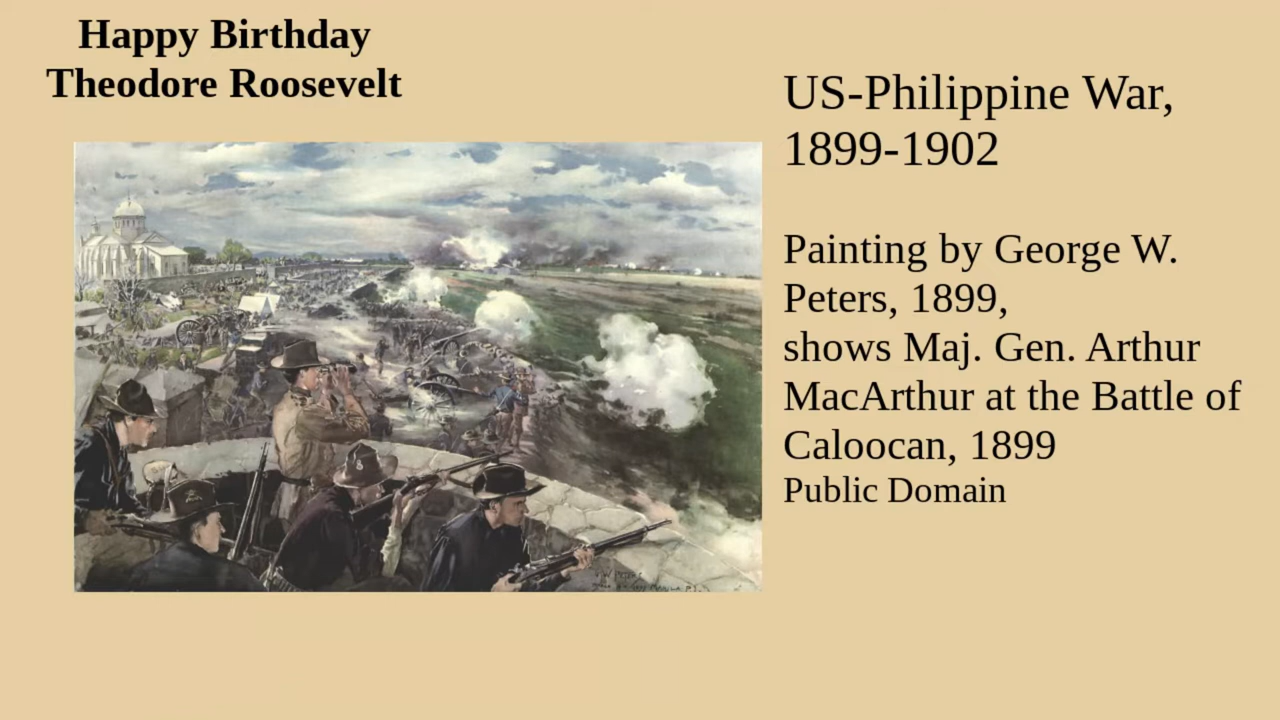 Happy Birthday
Theodore Roosevelt
US-Philippine War,
1899-1902
Painting by George W.
Peters, 1899,
shows Maj. Gen. Arthur
MacArthur at the Battle of
Caloocan, 1899
Public Domain